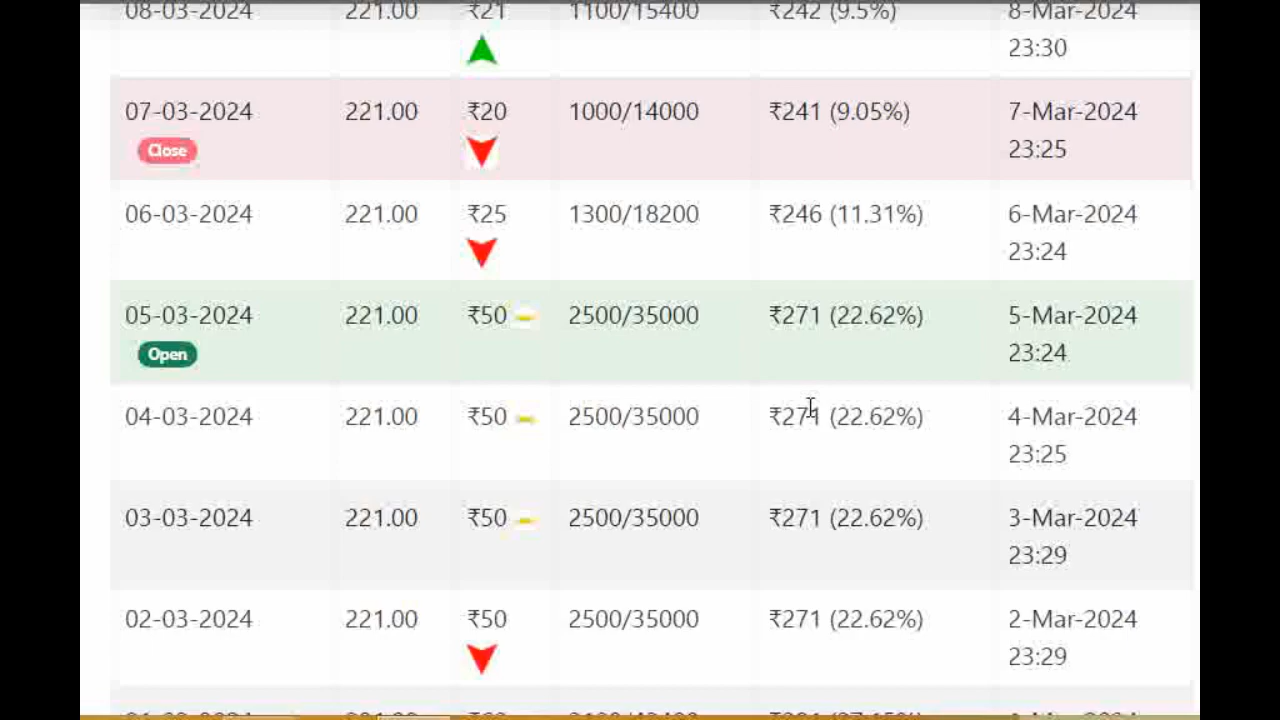 08-03-2024 221.00 ₹21 1100/15400 ₹242 (9.5%) 8-Mar-2024
23:30
07-03-2024 221.00 ₹20 1000/14000 ₹241 (9.05%) 7-Mar-2024
Close 23:25
06-03-2024 221.00 ₹25 1300/18200 ₹246 (11.31%) 6-Mar-2024
23:24
05-03-2024 221.00 ₹50 2500/35000 ₹271 (22.62%) 5-Mar-2024
Open 23:24
04-03-2024 221.00 ₹50 2500/35000 ₹271 (22.62%) 4-Mar-2024
23:25
03-03-2024 221.00 ₹50 2500/35000 ₹271 (22.62%) 3-Mar-2024
23:29
02-03-2024 221.00 ₹50 2500/35000 ₹271 (22.62%) 2-Mar-2024
23:29